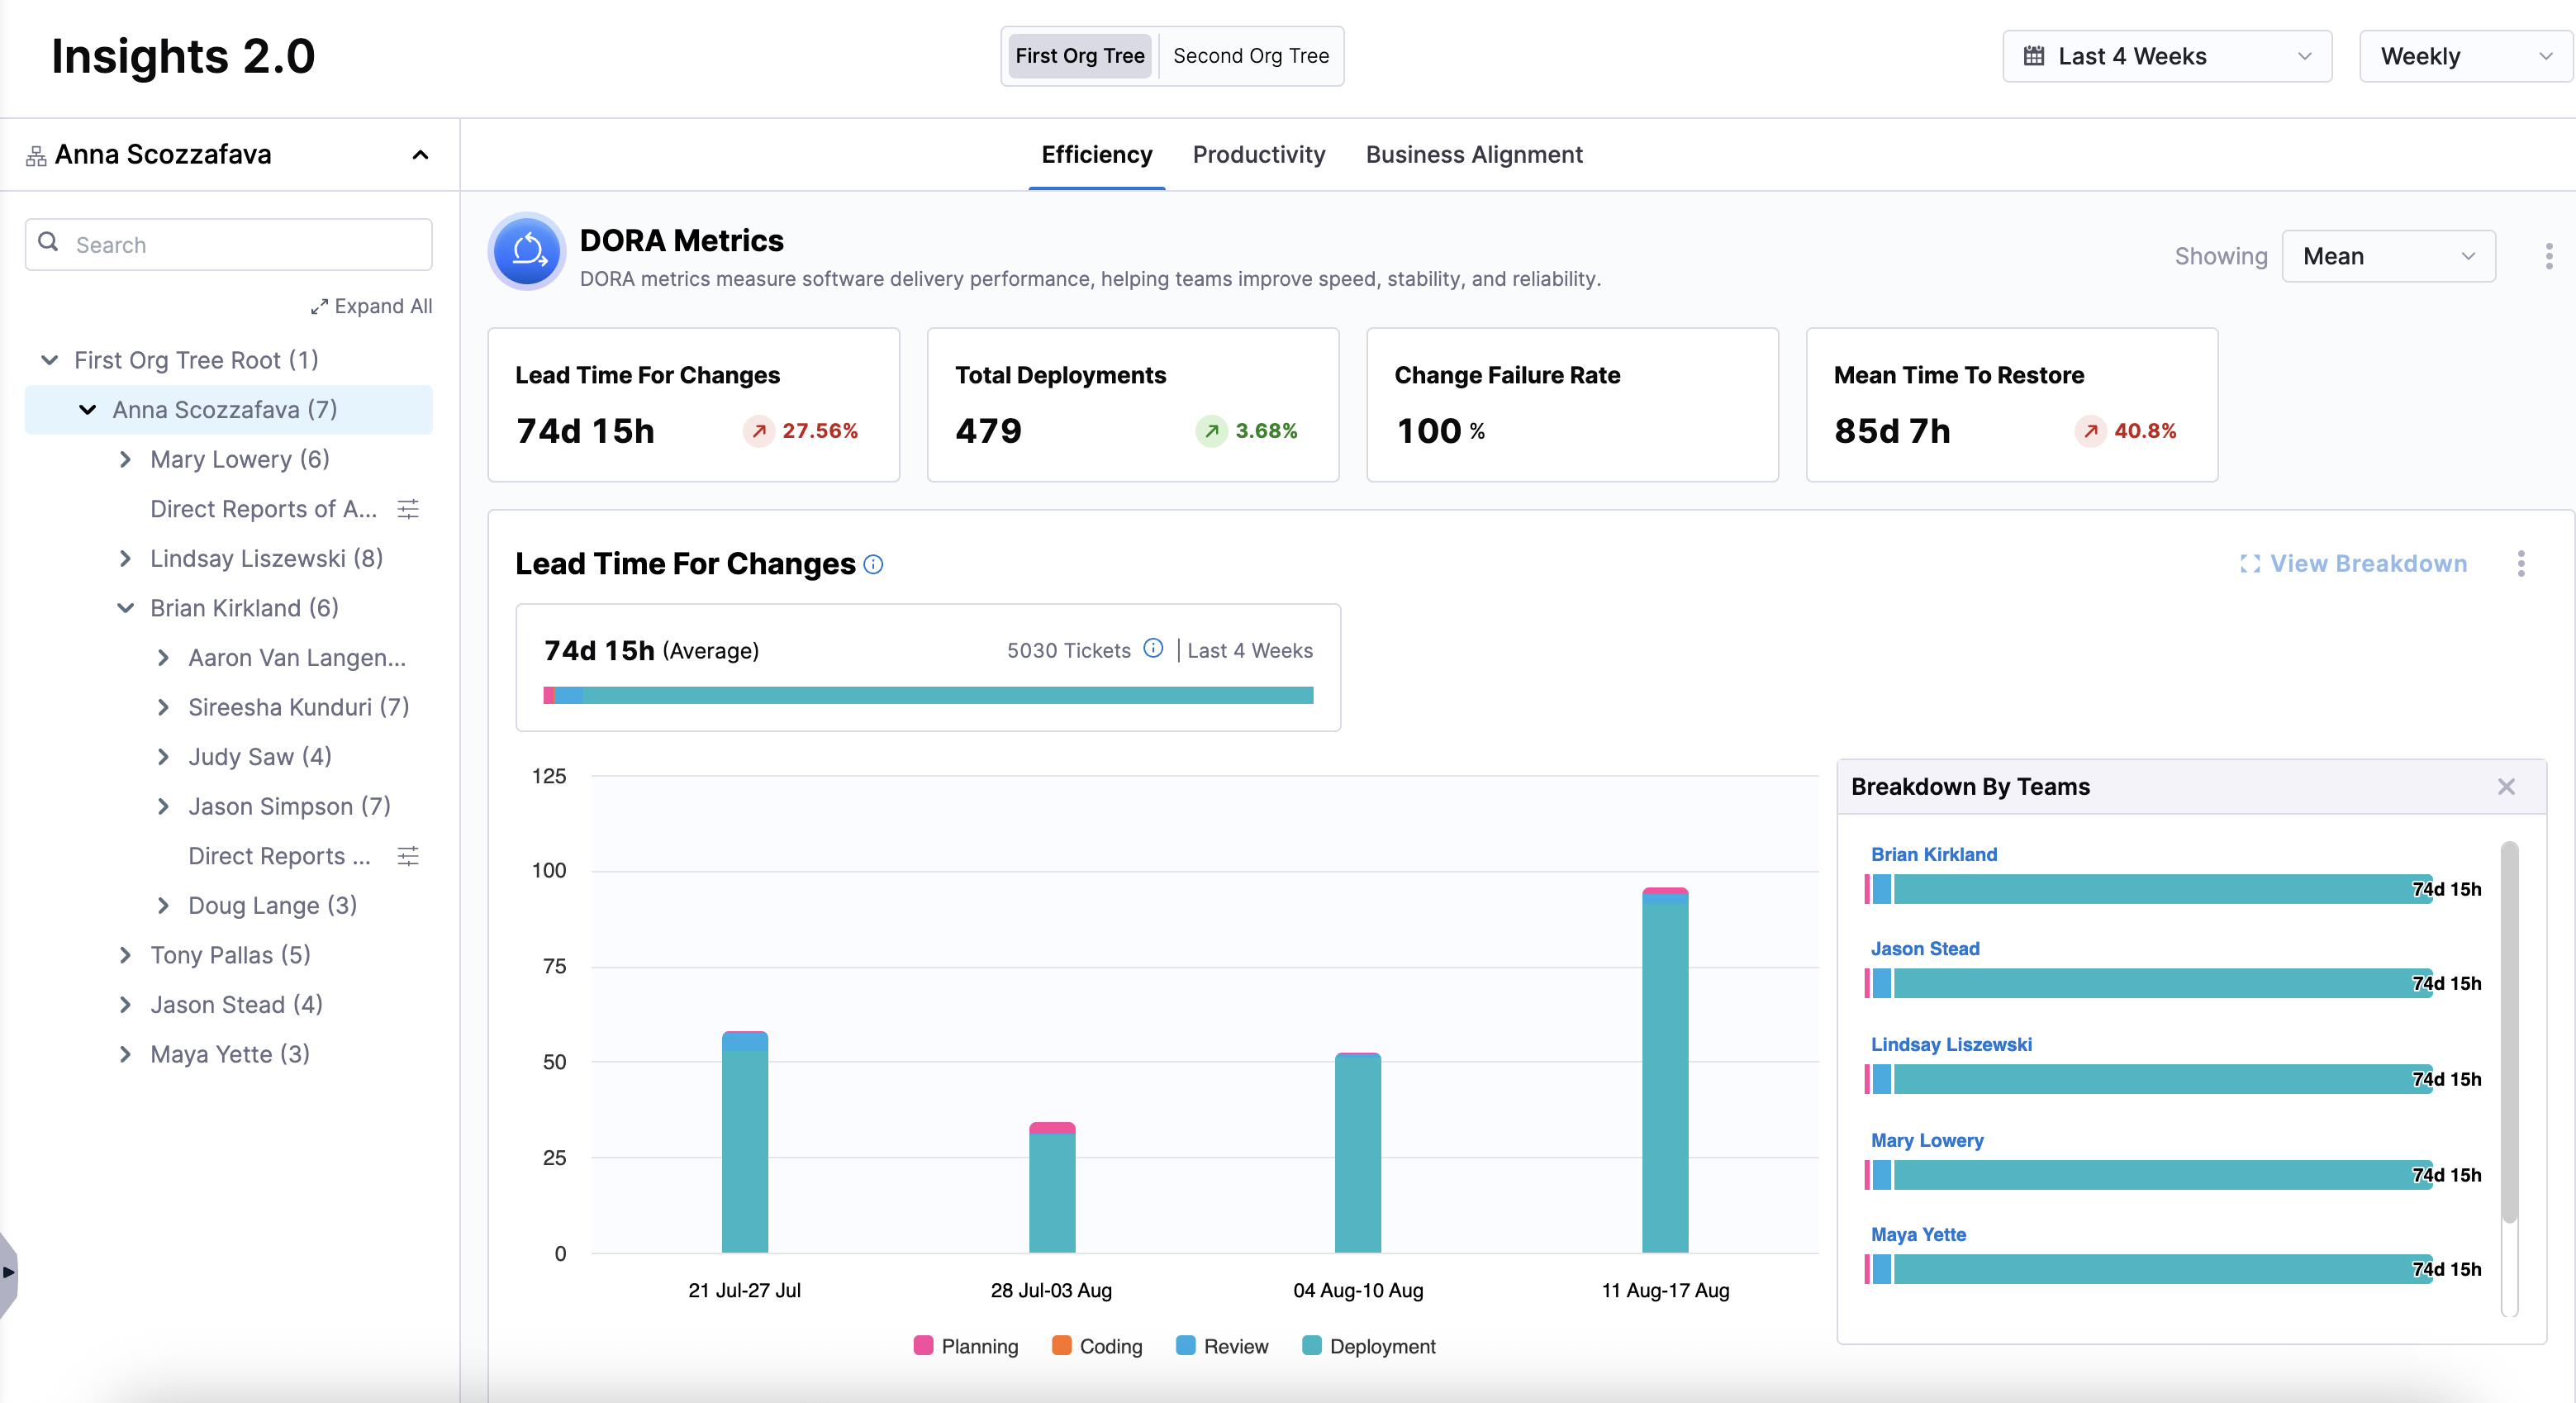 Insights 2.0
First Org Tree
Second Org Tree
Last 4 Weeks
Weekly
Anna Scozzafava
Efficiency
Productivity
Business Alignment
Search
Expand All
First Org Tree Root (1)
Anna Scozzafava (7)
Mary Lowery (6)
Direct Reports of A...
Lindsay Liszewski (8)
Brian Kirkland (6)
Aaron Van Langen...
Sireesha Kunduri (7)
Judy Saw (4)
Jason Simpson (7)
Direct Reports ...
Doug Lange (3)
Tony Pallas (5)
Jason Stead (4)
Maya Yette (3)
DORA Metrics
DORA metrics measure software delivery performance, helping teams improve speed, stability, and reliability.
Showing
Mean
Lead Time For Changes
74d 15h
27.56%
Total Deployments
479
3.68%
Change Failure Rate
100 %
Mean Time To Restore
85d 7h
40.8%
Lead Time For Changes
View Breakdown
74d 15h (Average)
5030 Tickets | Last 4 Weeks
125
100
75
50
25
0
21 Jul-27 Jul
28 Jul-03 Aug
04 Aug-10 Aug
11 Aug-17 Aug
Planning
Coding
Review
Deployment
Breakdown By Teams
Brian Kirkland
74d 15h
Jason Stead
74d 15h
Lindsay Liszewski
74d 15h
Mary Lowery
74d 15h
Maya Yette
74d 15h